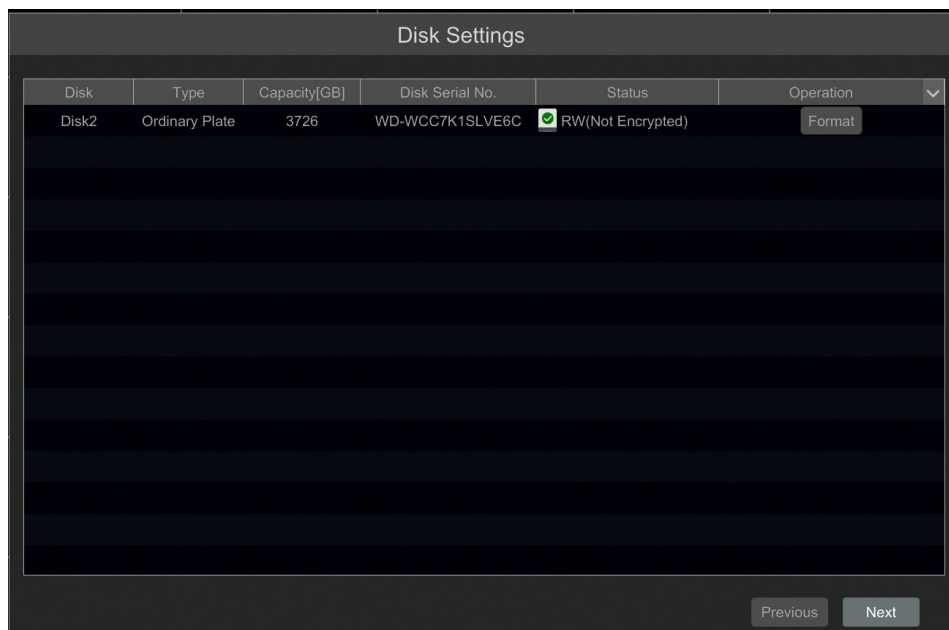 Disk Settings
Disk Type Capacity[GB] Disk Serial No. Status Operation
Disk2 Ordinary Plate 3726 WD-WCC7K1SLVE6C RW(Not Encrypted) Format
Previous Next